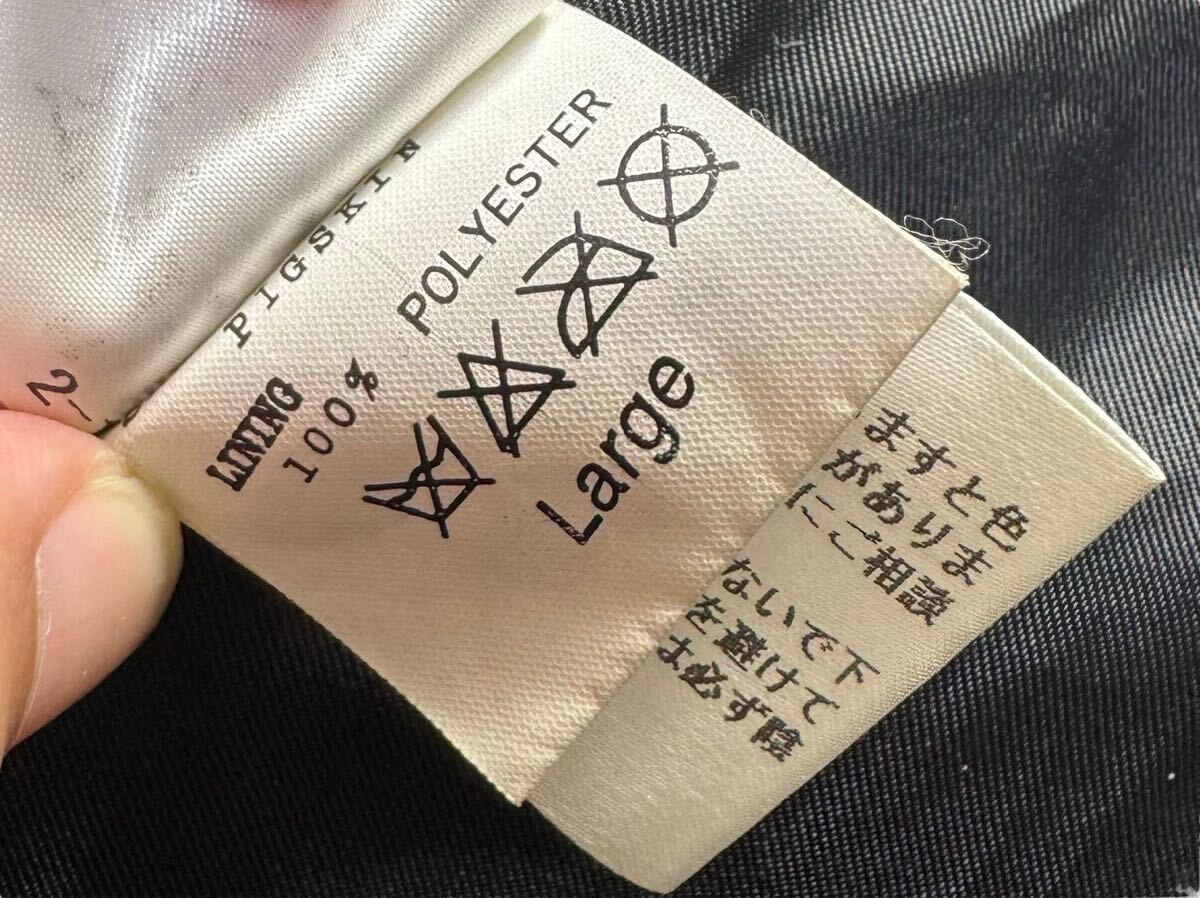 PIGSKIN
LINING
100%
POLYESTER
Large
ますと色
がありま
にご相談
ないで下
を避けて
は必ず陰